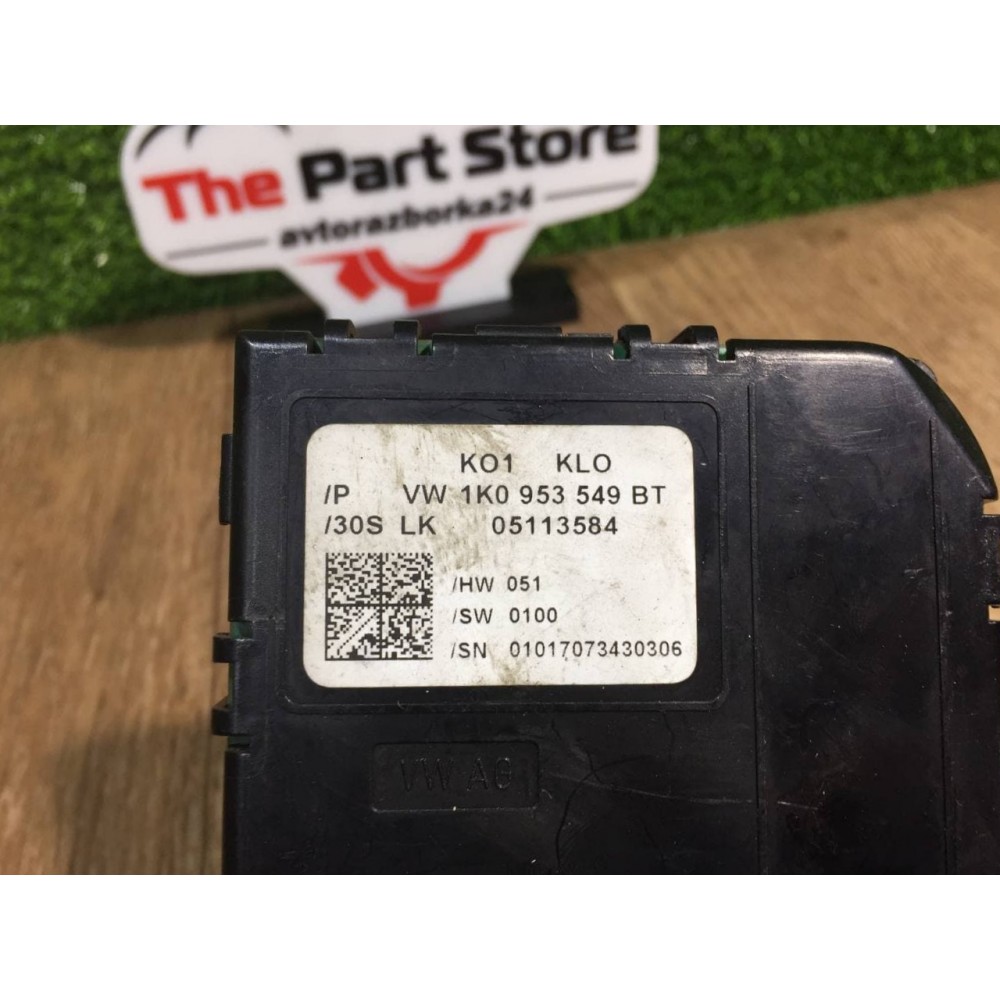 The Part Store
avtorazborka24
KO1 KLO
/P VW 1K0 953 549 BT
/30S LK 05113584
/HW 051
/SW 0100
/SN 01017073430306
VW AG